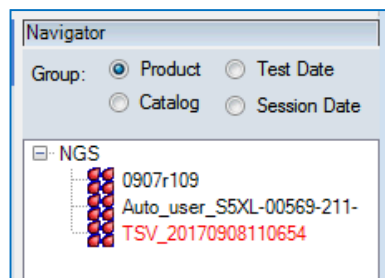 Navigator
Group: Product Test Date
Catalog Session Date
NGS
0907r109
Auto_user_S5XL-00569-211-
TSV_20170908110654